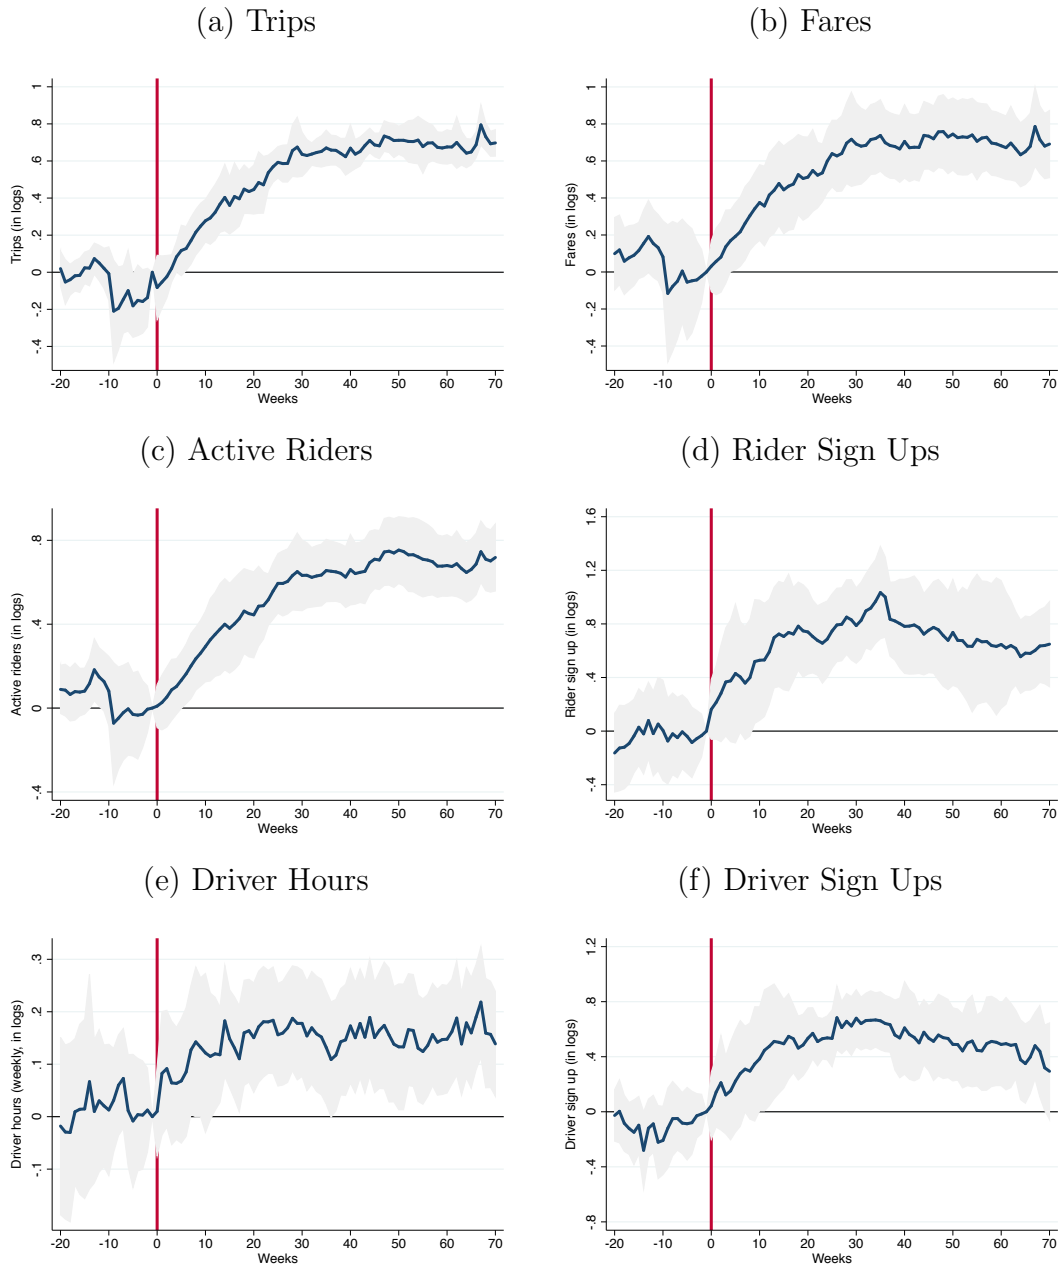 (a) Trips
Trips (in logs)
1
.8
.6
.4
.2
0
-.2
-.4
-20 -10 0 10 20 30 40 50 60 70
Weeks
(b) Fares
Fares (in logs)
1
.8
.6
.4
.2
0
-.2
-.4
-20 -10 0 10 20 30 40 50 60 70
Weeks
(c) Active Riders
Active riders (in logs)
.8
.4
0
-.4
-20 -10 0 10 20 30 40 50 60 70
Weeks
(d) Rider Sign Ups
Rider sign up (in logs)
1.6
1.2
.8
.4
0
-.4
-20 -10 0 10 20 30 40 50 60 70
Weeks
(e) Driver Hours
Driver hours (weekly, in logs)
.3
.2
.1
0
-.1
-20 -10 0 10 20 30 40 50 60 70
Weeks
(f) Driver Sign Ups
Driver sign up (in logs)
1.2
.8
.4
0
-.4
-.8
-20 -10 0 10 20 30 40 50 60 70
Weeks